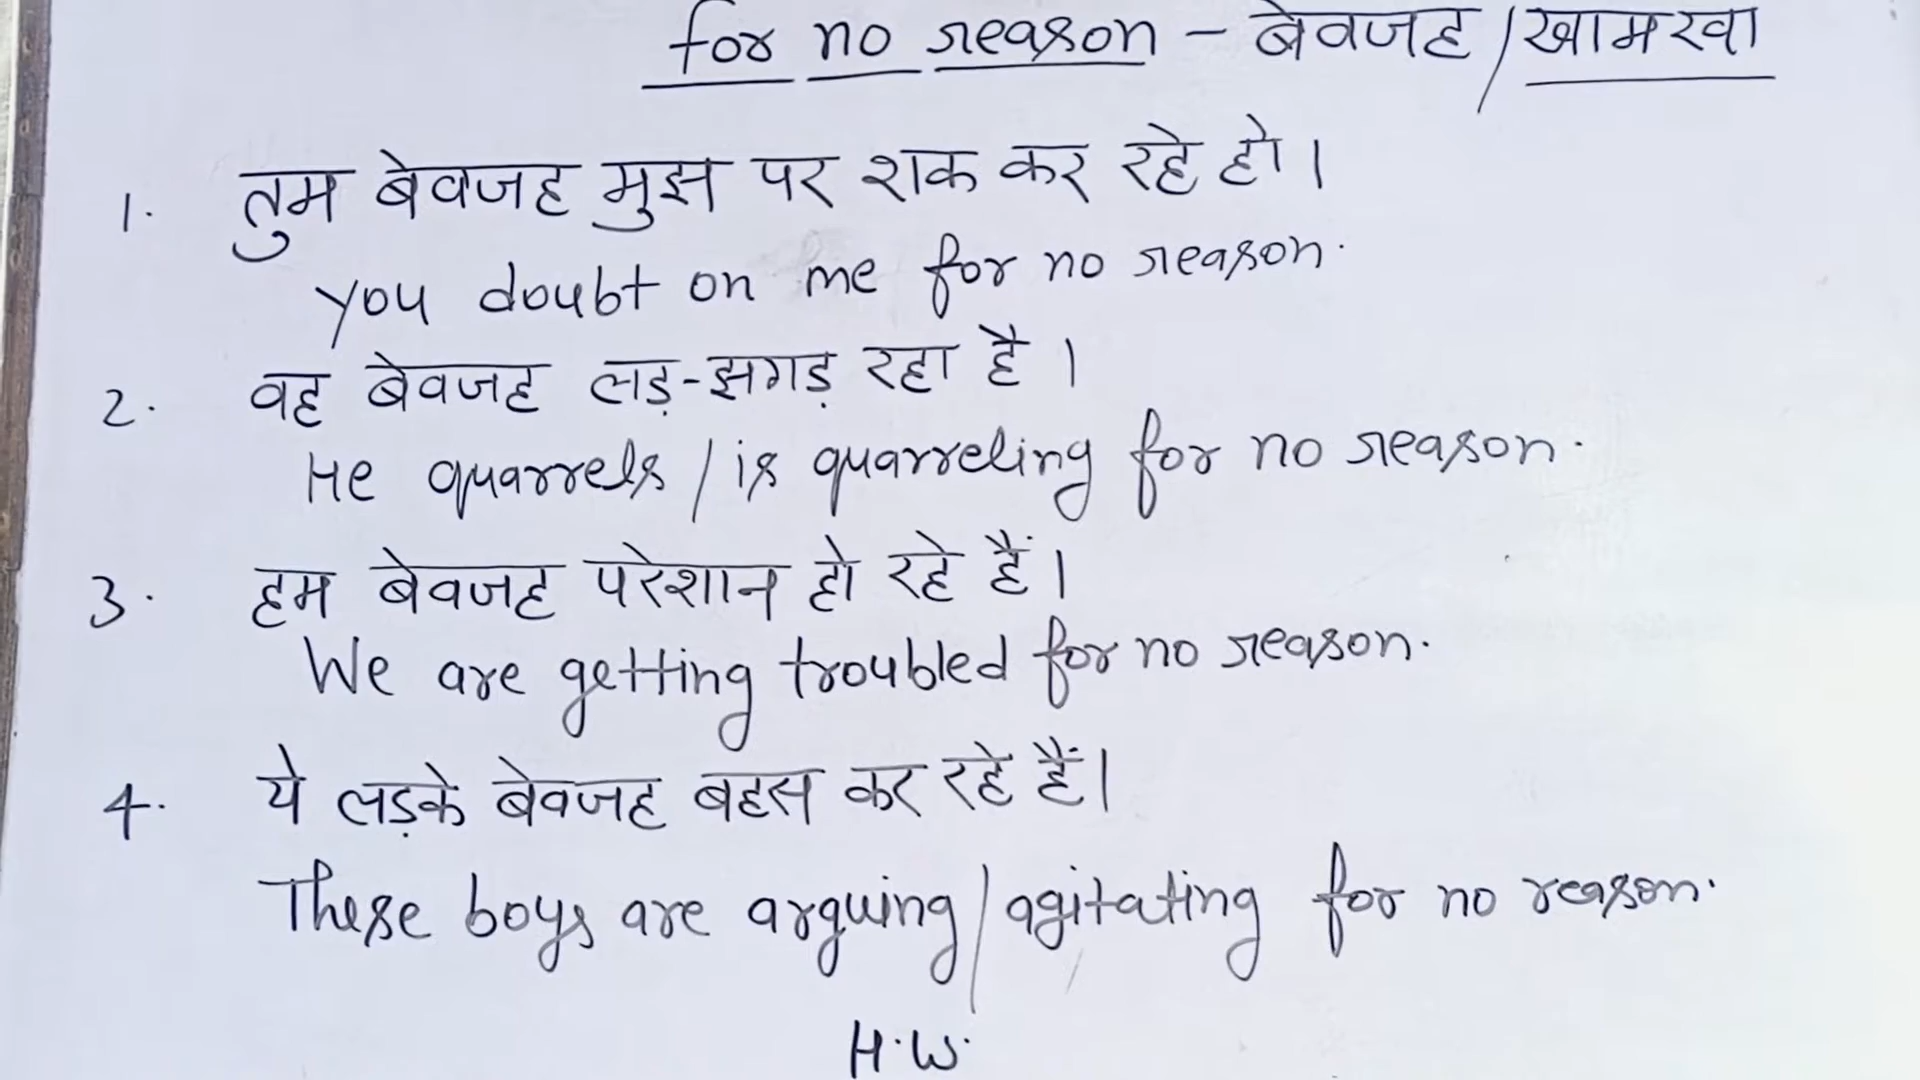 for no reason - बेवजह / खामखा
1. तुम बेवजह मुझ पर शक कर रहे हो।
You doubt on me for no reason.
2. वह बेवजह लड़-झगड़ रहा है।
He quarrels / is quarreling for no reason.
3. हम बेवजह परेशान हो रहे हैं।
We are getting troubled for no reason.
4. ये लड़के बेवजह बहस कर रहे हैं।
These boys are arguing / agitating for no reason.
H.W.